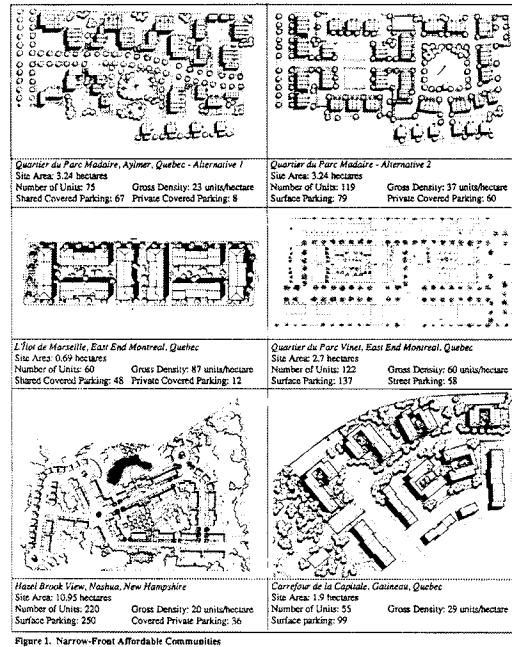 Quartier du Parc Madaire, Aylmer, Quebec - Alternative 1
Site Area: 3.24 hectares
Number of Units: 75 Gross Density: 23 units/hectare
Shared Covered Parking: 67 Private Covered Parking: 8
Quartier du Parc Madaire - Alternative 2
Site Area: 3.24 hectares
Number of Units: 119 Gross Density: 37 units/hectare
Surface Parking: 79 Private Covered Parking: 60
L'Îlot de Marseille, East End Montreal, Quebec
Site Area: 0.69 hectares
Number of Units: 60 Gross Density: 87 units/hectare
Shared Covered Parking: 48 Private Covered Parking: 12
Quartier du Parc Vinet, East End Montreal, Quebec
Site Area: 2.7 hectares
Number of Units: 122 Gross Density: 60 units/hectare
Surface Parking: 137 Street Parking: 58
Hazel Brook View, Nashua, New Hampshire
Site Area: 10.95 hectares
Number of Units: 220 Gross Density: 20 units/hectare
Surface Parking: 250 Covered Private Parking: 36
Carrefour de la Capitale, Gatineau, Quebec
Site Area: 1.9 hectares
Number of Units: 55 Gross Density: 29 units/hectare
Surface parking: 99
Figure 1. Narrow-Front Affordable Communities